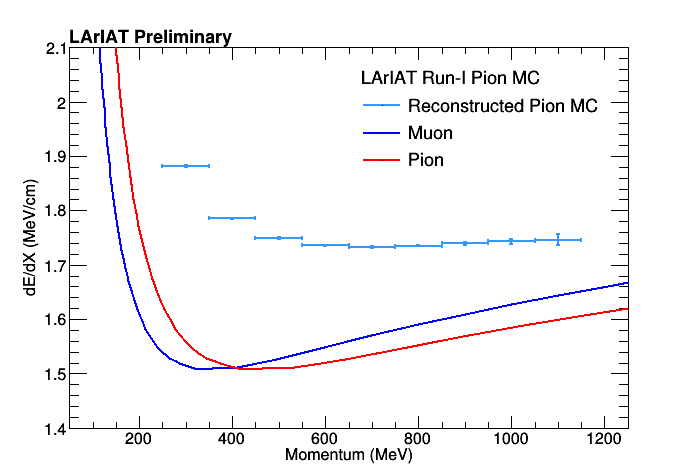 LArIAT Preliminary
2.1
2
1.9
1.8
1.7
1.6
1.5
1.4
dE/dX (MeV/cm)
LArIAT Run-I Pion MC
Reconstructed Pion MC
Muon
Pion
200 400 600 800 1000 1200
Momentum (MeV)